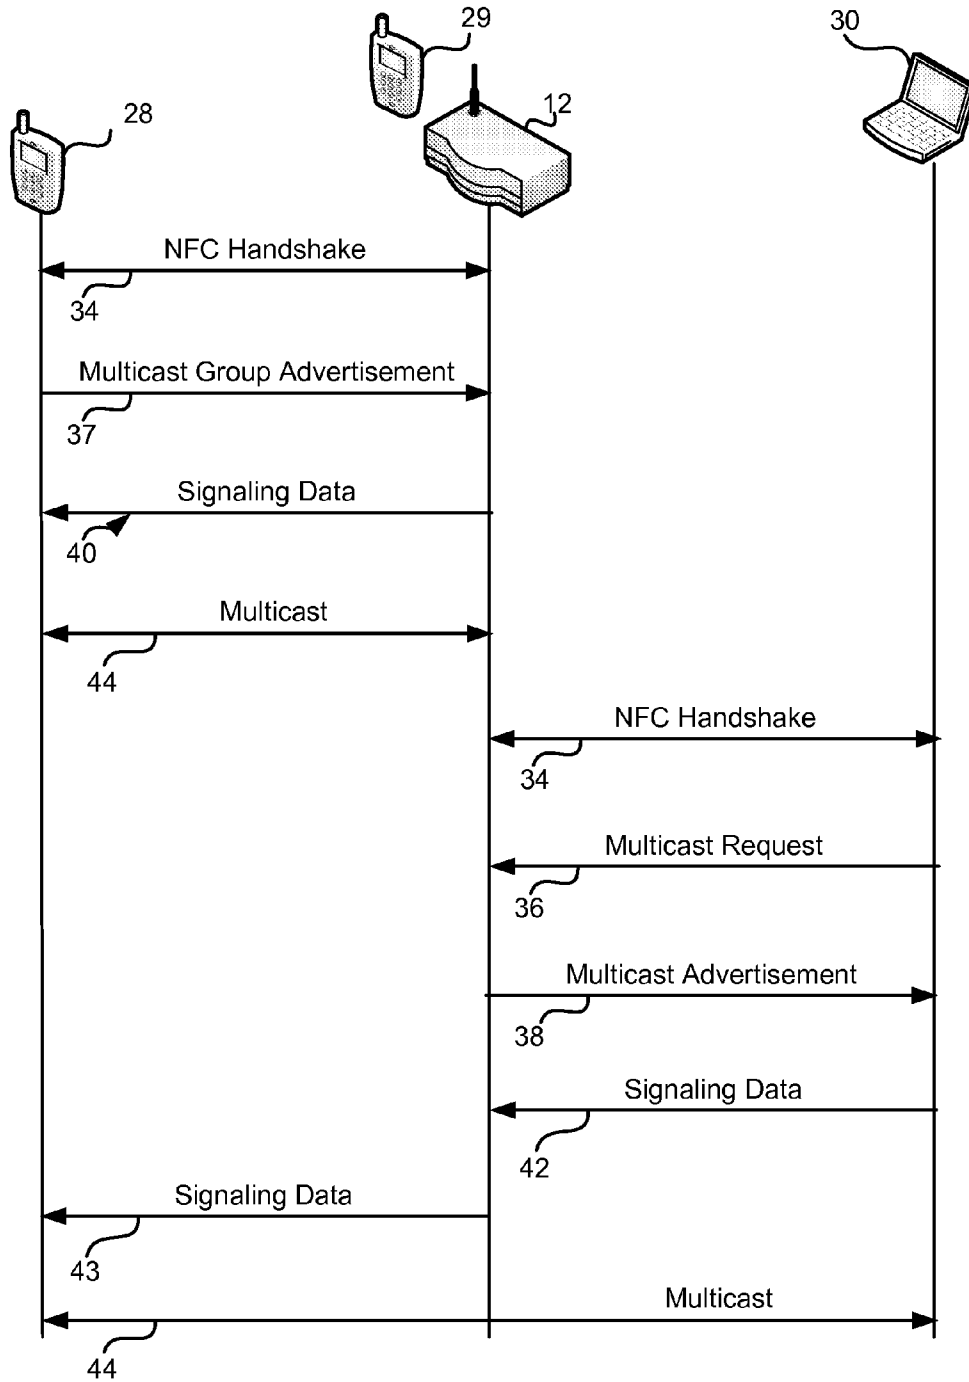 29
30
12
28
NFC Handshake
34
Multicast Group Advertisement
37
Signaling Data
40
Multicast
44
NFC Handshake
34
Multicast Request
36
Multicast Advertisement
38
Signaling Data
42
Signaling Data
43
Multicast
44